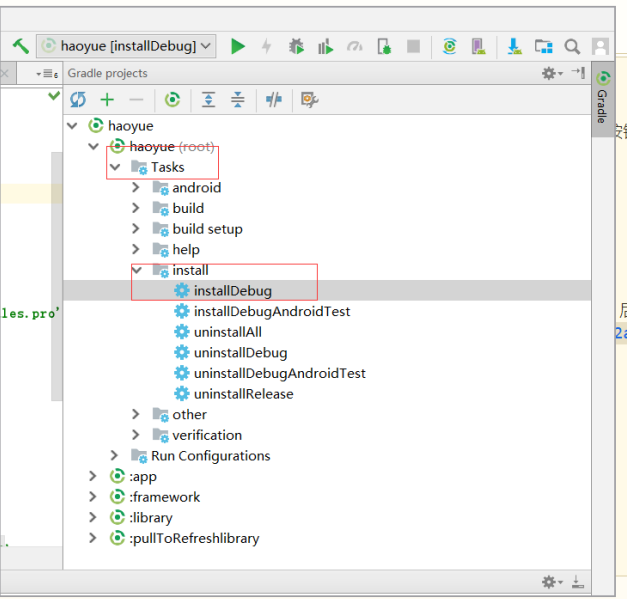 haoyue [installDebug]
Gradle projects
Gradle
haoyue
haoyue (root)
Tasks
android
build
build setup
help
install
installDebug
les.pro'
installDebugAndroidTest
uninstallAll
uninstallDebug
uninstallDebugAndroidTest
uninstallRelease
other
verification
Run Configurations
:app
:framework
:library
:pullToRefreshlibrary